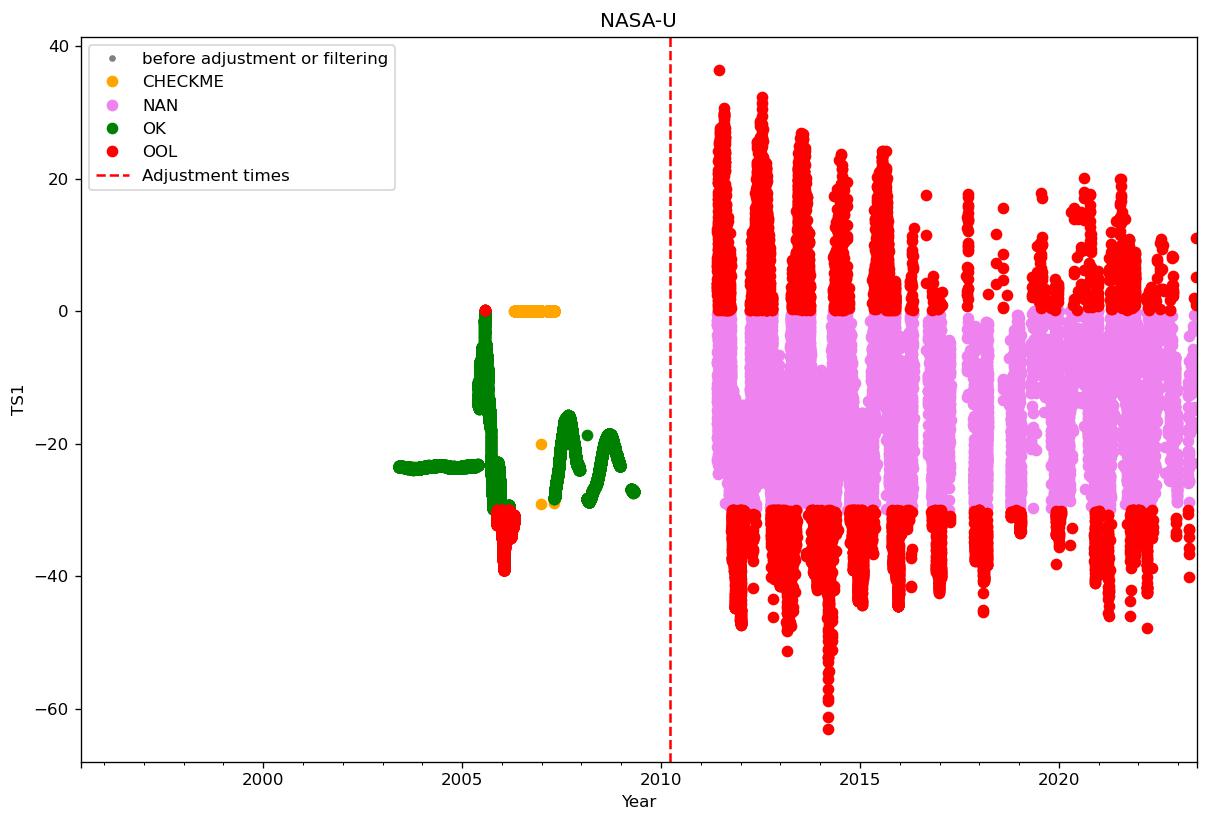 NASA-U
before adjustment or filtering
CHECKME
NAN
OK
OOL
Adjustment times
40
20
0
−20
−40
−60
TS1
2000 2005 2010 2015 2020
Year